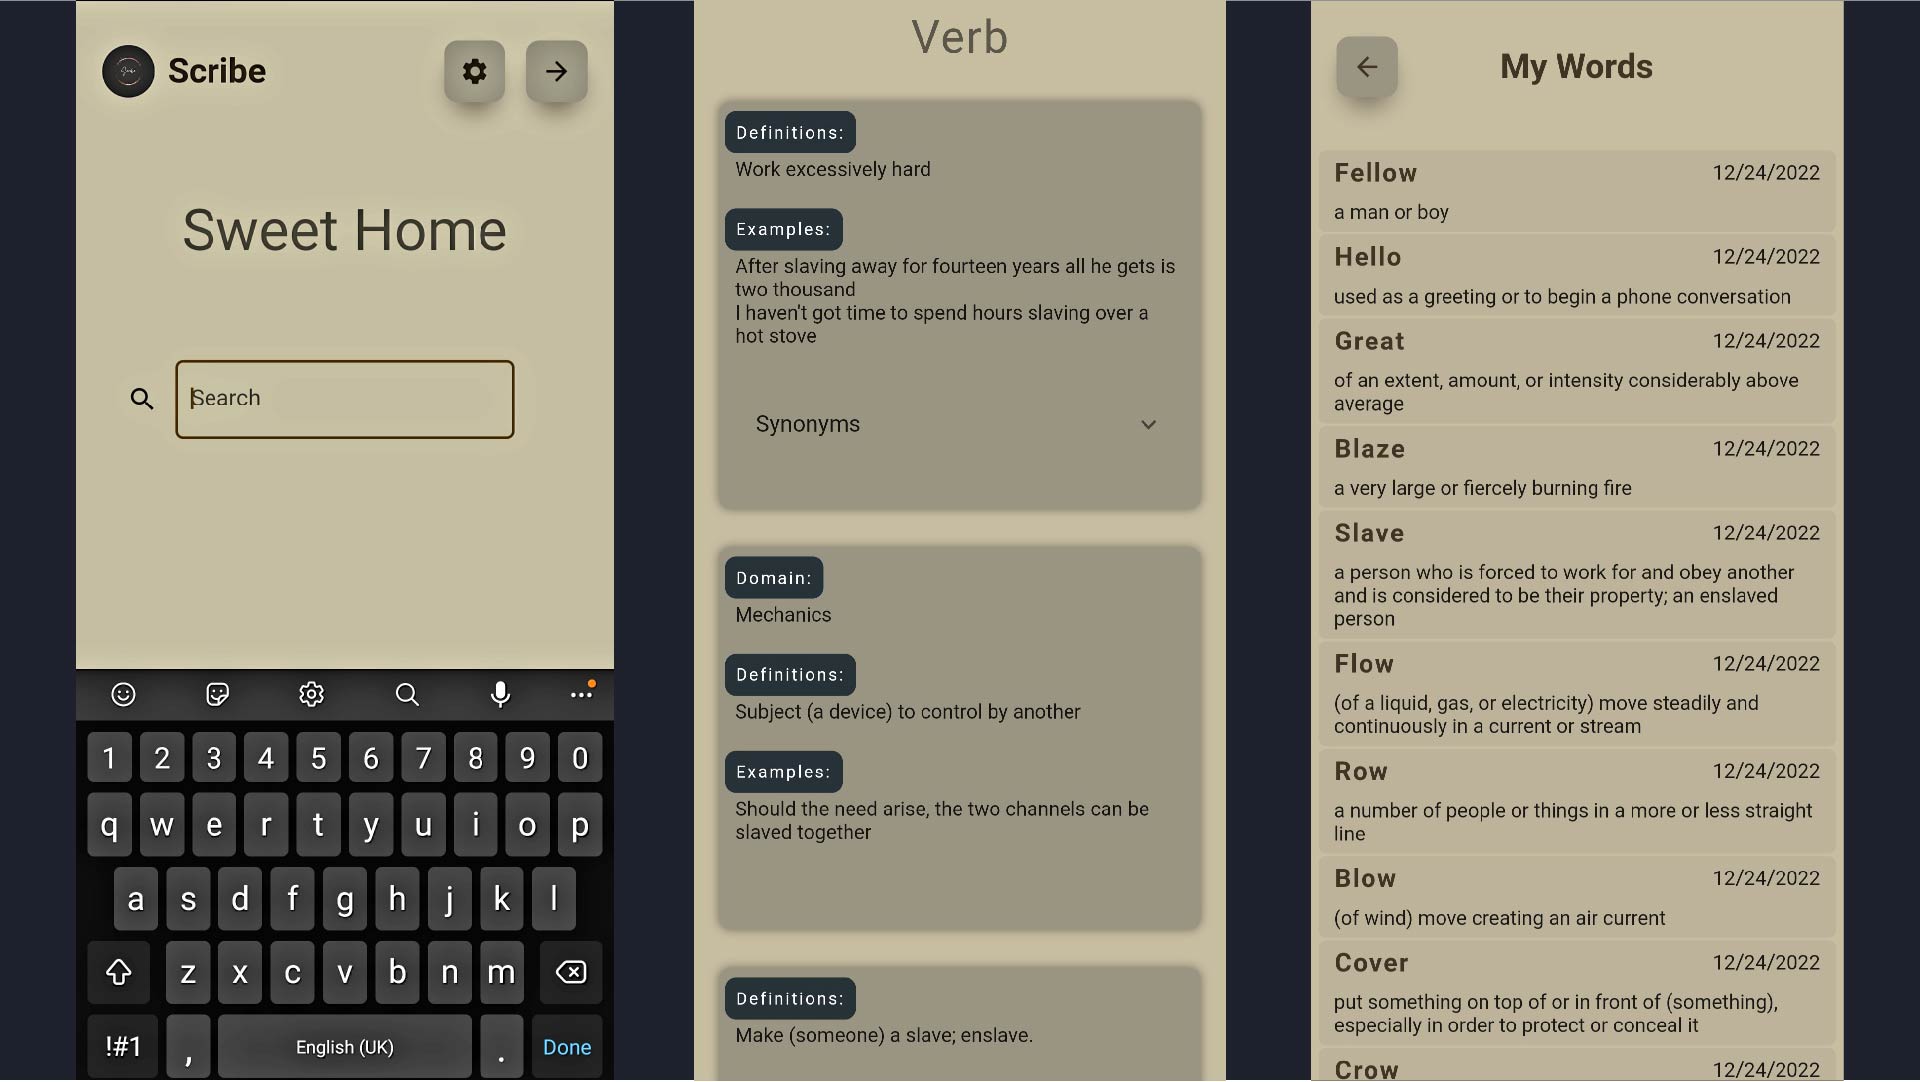 Scribe
Sweet Home
Search
1 2 3 4 5 6 7 8 9 0
q w e r t y u i o p
a s d f g h j k l
z x c v b n m
!#1 , English (UK) . Done
Verb
Definitions:
Work excessively hard
Examples:
After slaving away for fourteen years all he gets is
two thousand
I haven't got time to spend hours slaving over a
hot stove
Synonyms
Domain:
Mechanics
Definitions:
Subject (a device) to control by another
Examples:
Should the need arise, the two channels can be
slaved together
Definitions:
Make (someone) a slave; enslave.
My Words
Fellow 12/24/2022
a man or boy
Hello 12/24/2022
used as a greeting or to begin a phone conversation
Great 12/24/2022
of an extent, amount, or intensity considerably above
average
Blaze 12/24/2022
a very large or fiercely burning fire
Slave 12/24/2022
a person who is forced to work for and obey another
and is considered to be their property; an enslaved
person
Flow 12/24/2022
(of a liquid, gas, or electricity) move steadily and
continuously in a current or stream
Row 12/24/2022
a number of people or things in a more or less straight
line
Blow 12/24/2022
(of wind) move creating an air current
Cover 12/24/2022
put something on top of or in front of (something),
especially in order to protect or conceal it
Crow 12/24/2022